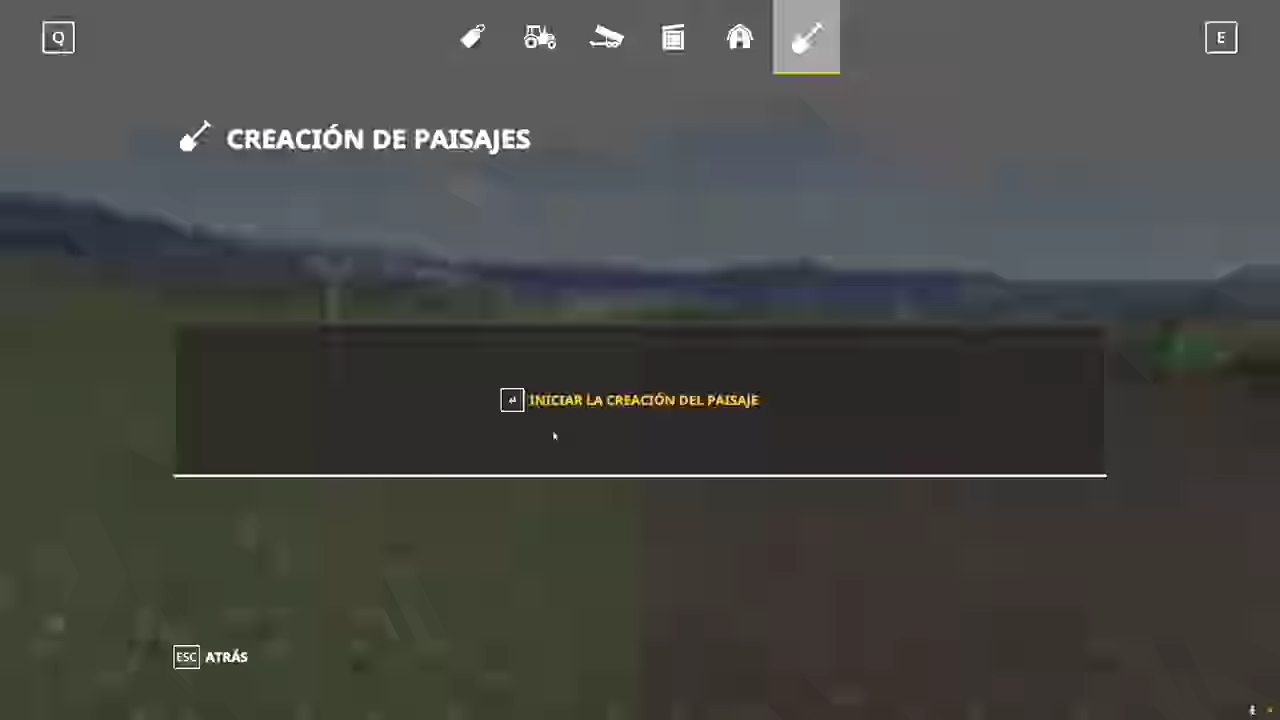 Q
E
CREACIÓN DE PAISAJES
INICIAR LA CREACIÓN DEL PAISAJE
ESC ATRÁS